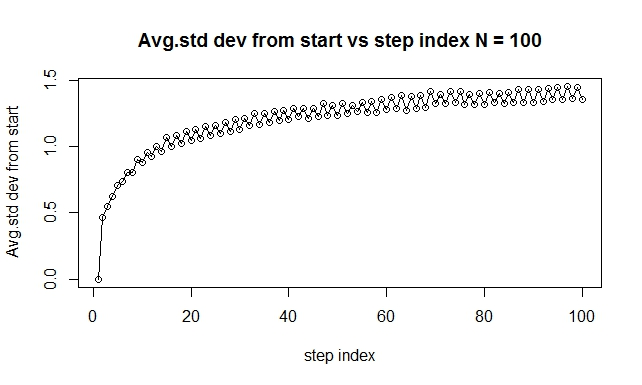 Avg.std dev from start vs step index N = 100
Avg.std dev from start
1.5
1.0
0.5
0.0
0 20 40 60 80 100
step index